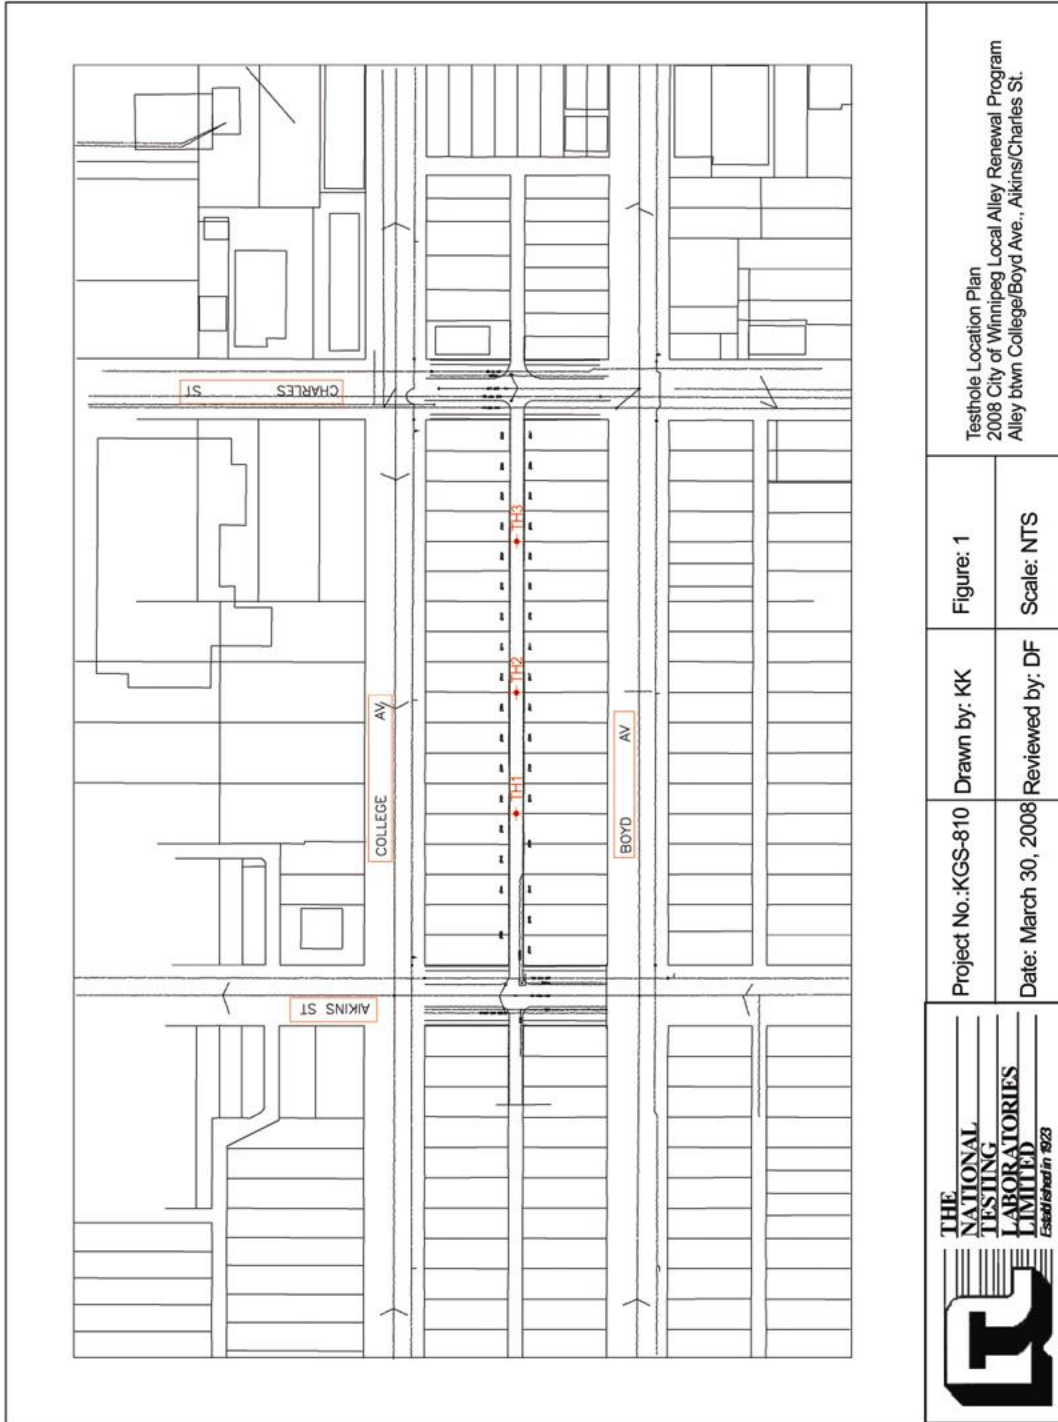 CHARLES ST
TH3
TH2
TH1
COLLEGE AV
BOYD AV
AIKINS ST
THE
NATIONAL
TESTING
LABORATORIES
LIMITED
Established in 1923
Project No.:KGS-810
Date: March 30, 2008
Drawn by: KK
Reviewed by: DF
Figure: 1
Scale: NTS
Testhole Location Plan
2008 City of Winnipeg Local Alley Renewal Program
Alley btwn College/Boyd Ave., Aikins/Charles St.